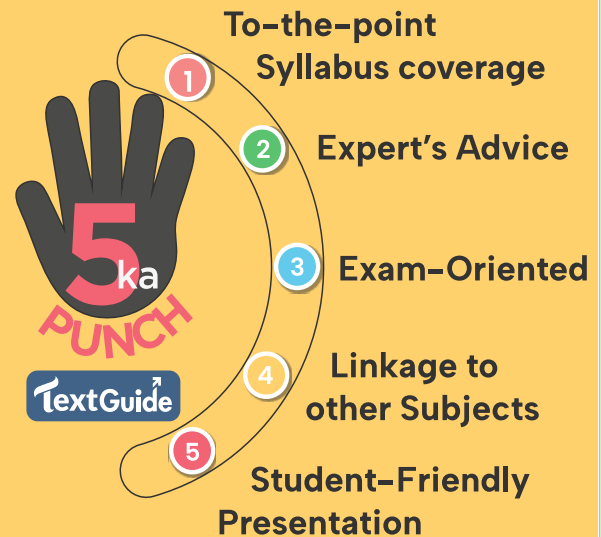 To-the-point
Syllabus coverage
1
2
Expert's Advice
5
ka
PUNCH
3
Exam-Oriented
TextGuide
4
Linkage to
other Subjects
5
Student-Friendly
Presentation